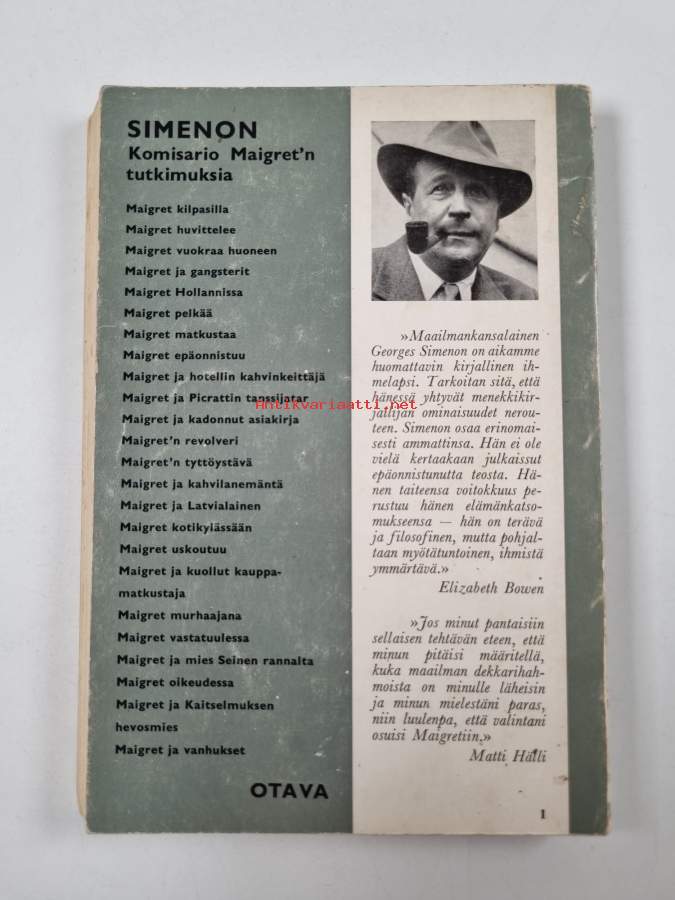 SIMENON
Komisario Maigret'n
tutkimuksia
Maigret kilpasilla
Maigret huvittelee
Maigret vuokraa huoneen
Maigret ja gangsterit
Maigret Hollannissa
Maigret pelkää
Maigret matkustaa
Maigret epäonnistuu
Maigret ja hotellin kahvinkeittäjä
Maigret ja Picrattin tanssijatar
Maigret ja kadonnut asiakirja
Maigret'n revolveri
Maigret'n tyttöystävä
Maigret ja kahvilanemäntä
Maigret ja Latvialainen
Maigret kotikylässään
Maigret uskoutuu
Maigret ja kuollut kauppa-
matkustaja
Maigret murhaajana
Maigret vastatuulessa
Maigret ja mies Seinen rannalta
Maigret oikeudessa
Maigret ja Kaitselmuksen
hevosmies
Maigret ja vanhukset
OTAVA
»Maailmankansalainen
Georges Simenon on aikamme
huomattavin kirjallinen ih-
melapsi. Tarkoitan sitä, että
hänessä yhtyvät menekkikir-
jailijan ominaisuudet nerou-
teen. Simenon osaa erinomai-
sesti ammattinsa. Hän ei ole
vielä kertaakaan julkaissut
epäonnistunutta teosta. Hä-
nen taiteensa voitokkuus pe-
rustuu hänen elämänkatso-
mukseensa — hän on terävä
ja filosofinen, mutta pohjal-
taan myötätuntoinen, ihmistä
ymmärtävä.»
Elizabeth Bowen
»Jos minut pantaisiin
sellaisen tehtävän eteen, että
minun pitäisi määritellä,
kuka maailman dekkarihah-
moista on minulle läheisin
ja minun mielestäni paras,
niin luulenpa, että valintani
osuisi Maigretiin.»
Matti Hälli
1
Antikvariaatti.net